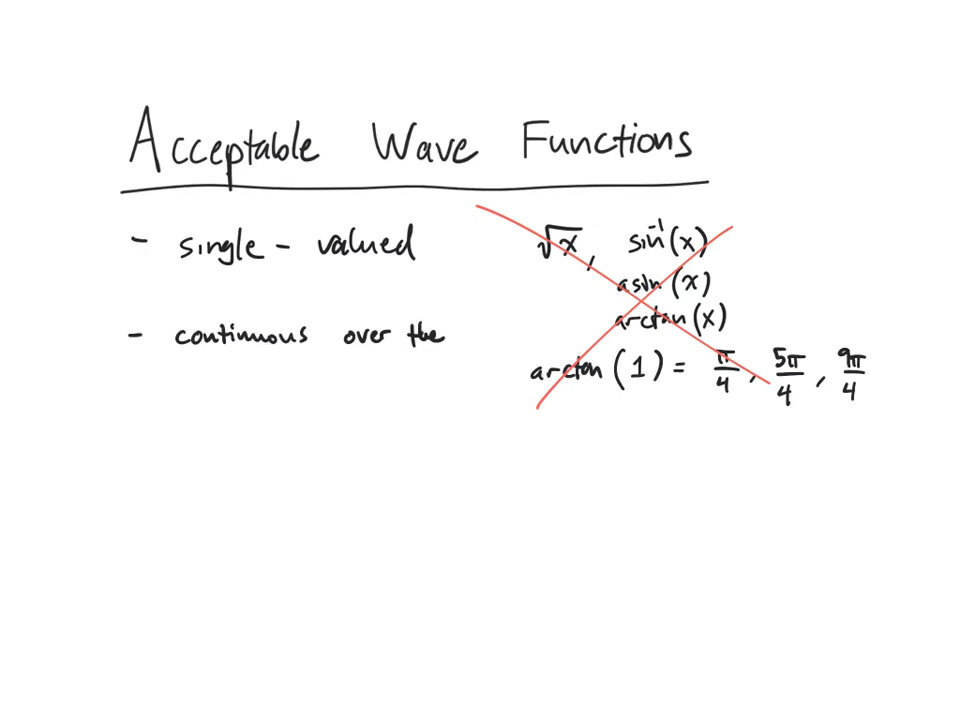 Acceptable Wave Functions
- single-valued
√x, sin⁻¹(x)
asin(x)
arctan(x)
arctan(1) = π/4, 5π/4, 9π/4
- continuous over the